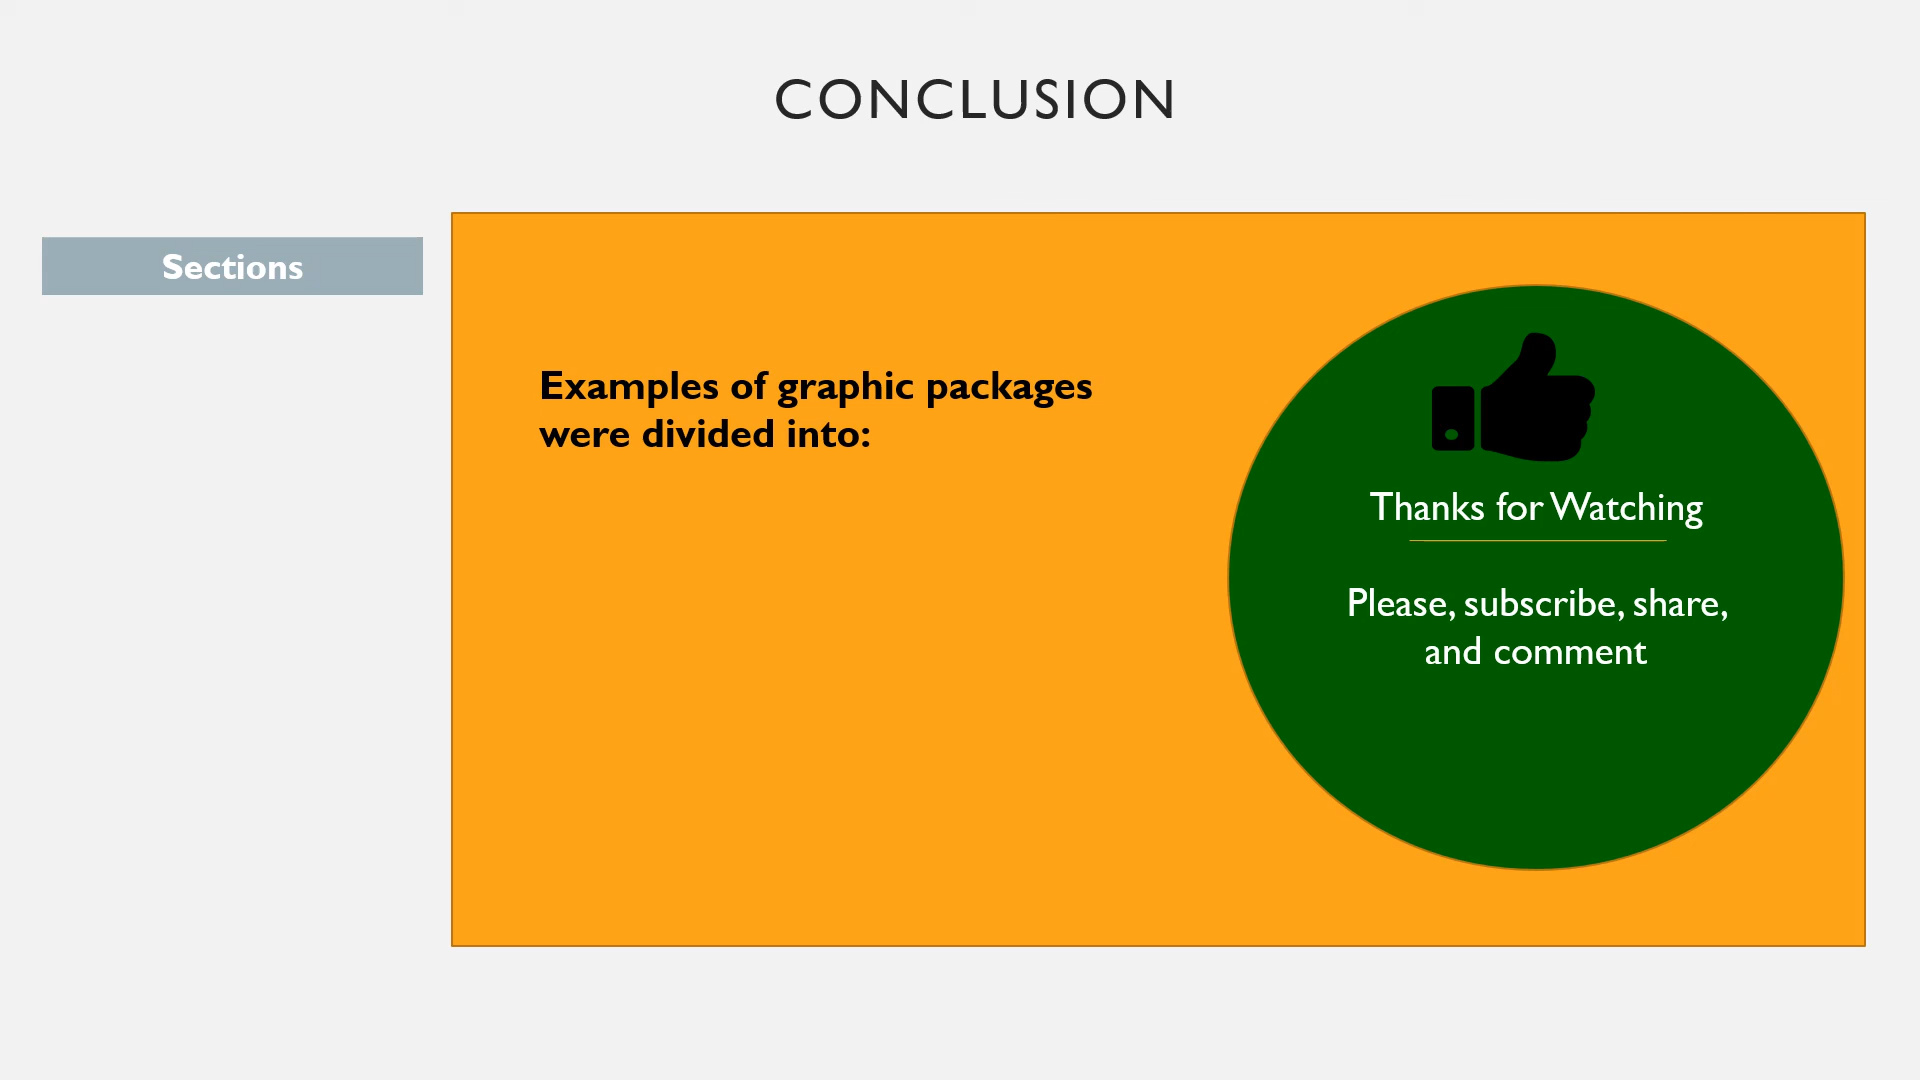 CONCLUSION
Sections
Examples of graphic packages
were divided into:
Thanks for Watching
Please, subscribe, share,
and comment